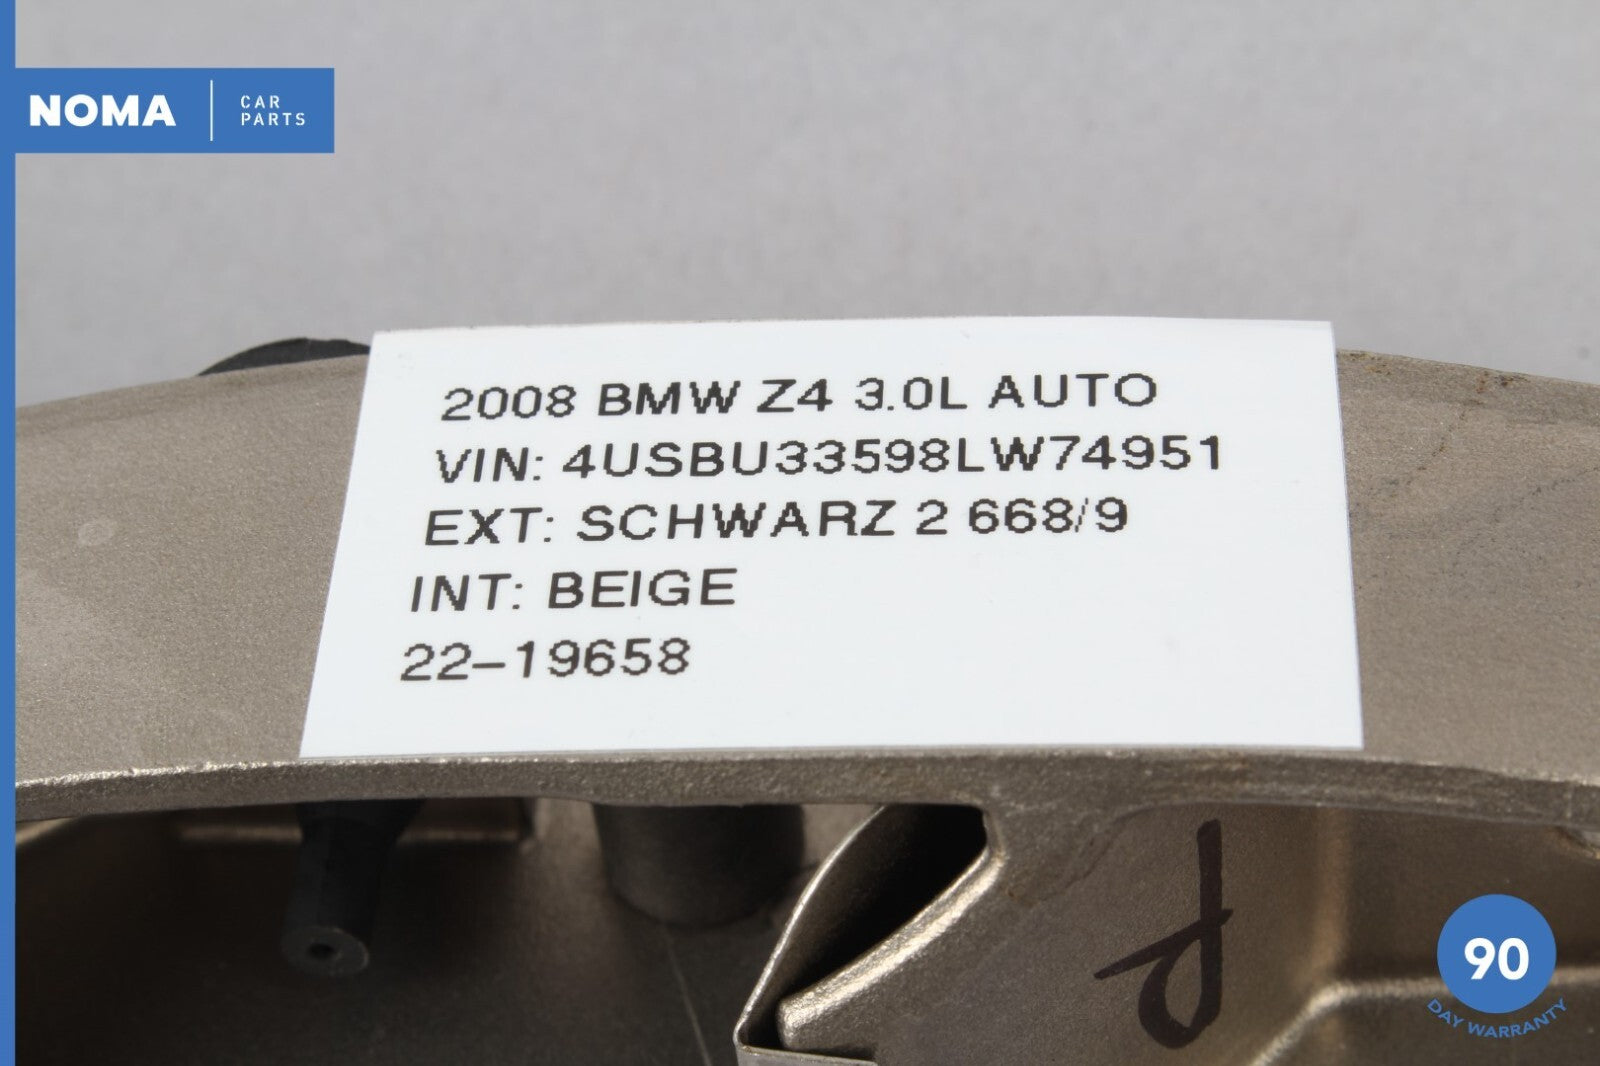 NOMA
CAR
PARTS
2008 BMW Z4 3.0L AUTO
VIN: 4USBU33598LW74951
EXT: SCHWARZ 2 668/9
INT: BEIGE
22-19658
90
DAY WARRANTY